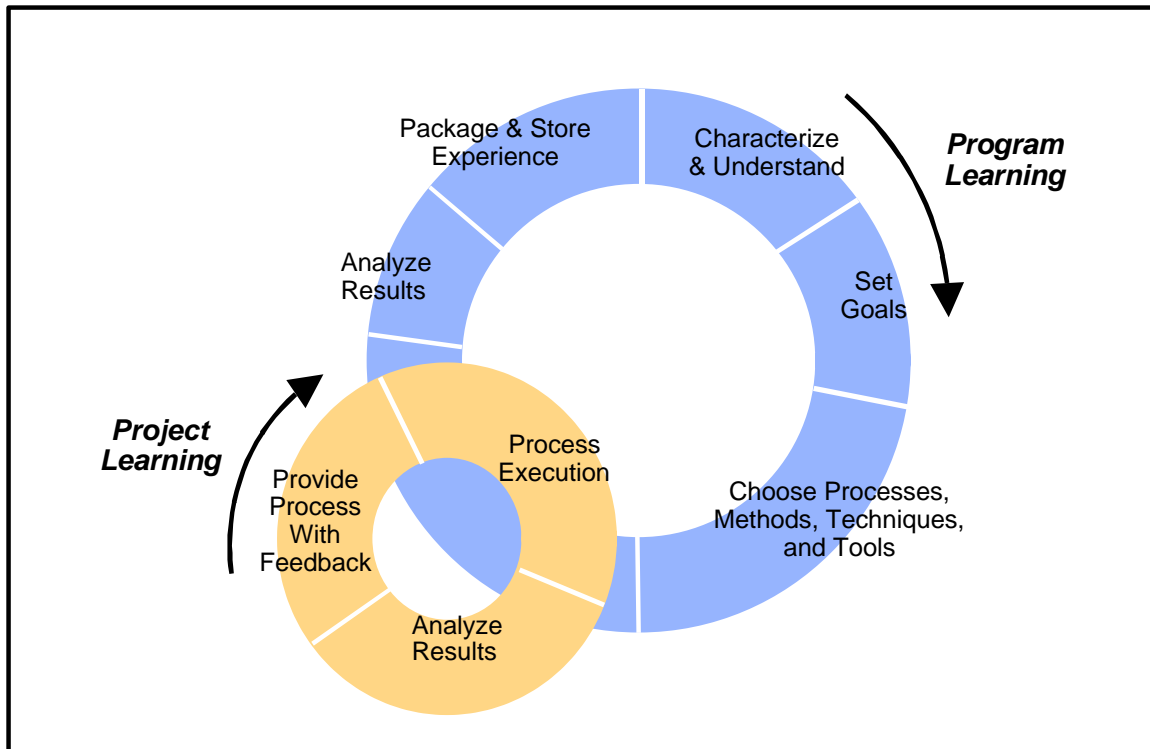 Package & Store
Experience
Characterize
& Understand
Program
Learning
Analyze
Results
Set
Goals
Project
Learning
Process
Execution
Provide
Process
With
Feedback
Choose Processes,
Methods, Techniques,
and Tools
Analyze
Results